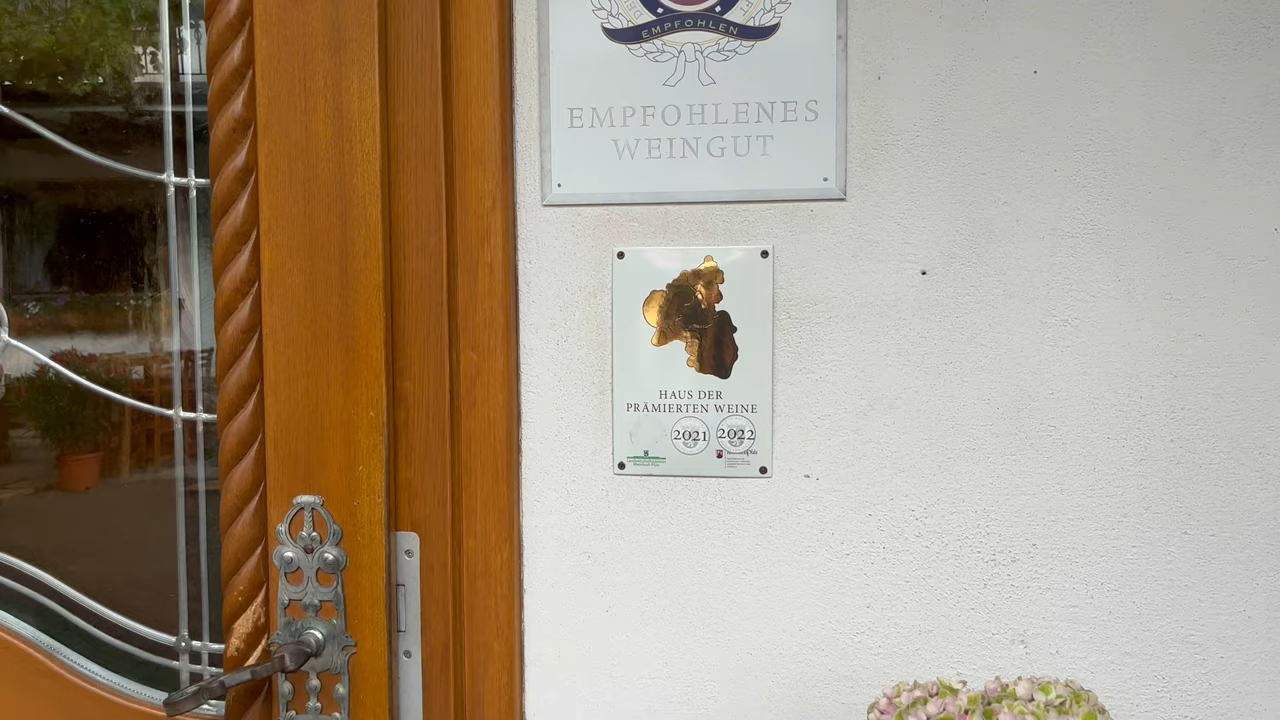 EMPFOHLEN
EMPFOHLENES
WEINGUT
HAUS DER
PRÄMIERTEN WEINE
2021 2022